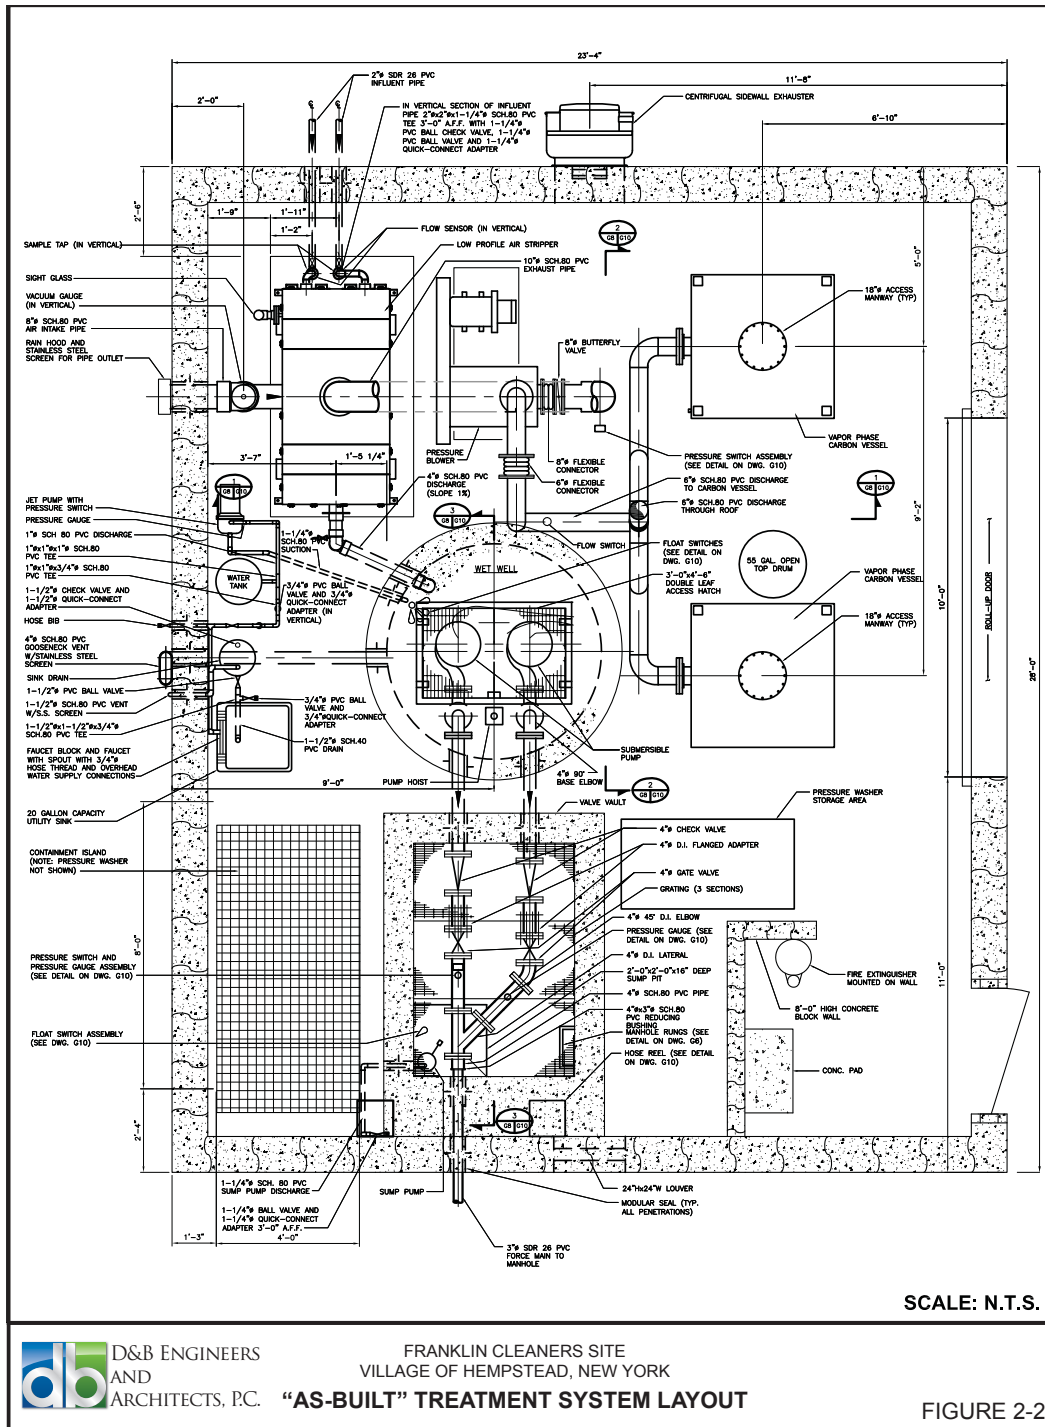 23'-4"
11'-8"
2"ø SDR 26 PVC
INFLUENT PIPE
CENTRIFUGAL SIDEWALL EXHAUSTER
2'-0"
IN VERTICAL SECTION OF INFLUENT
PIPE 2"øx2"øx1-1/4"ø SCH.80 PVC
TEE 3'-0" A.F.F. WITH 1-1/4"ø
PVC BALL CHECK VALVE, 1-1/4"ø
PVC BALL VALVE AND 1-1/4"ø
QUICK-CONNECT ADAPTER
6'-10"
2'-6"
1'-9"
1'-11"
1'-2"
SAMPLE TAP (IN VERTICAL)
FLOW SENSOR (IN VERTICAL)
LOW PROFILE AIR STRIPPER
10"ø SCH.80 PVC
EXHAUST PIPE
2
G8 G10
5'-0"
SIGHT GLASS
VACUUM GAUGE
(IN VERTICAL)
8"ø SCH.80 PVC
AIR INTAKE PIPE
RAIN HOOD AND
STAINLESS STEEL
SCREEN FOR PIPE OUTLET
18"ø ACCESS
MANWAY (TYP)
8"ø BUTTERFLY
VALVE
VAPOR PHASE
CARBON VESSEL
3'-7"
1'-5 1/4"
PRESSURE
BLOWER
8"ø FLEXIBLE
CONNECTOR
6"ø FLEXIBLE
CONNECTOR
PRESSURE SWITCH ASSEMBLY
(SEE DETAIL ON DWG. G10)
6"ø SCH.80 PVC DISCHARGE
TO CARBON VESSEL
6"ø SCH.80 PVC DISCHARGE
THROUGH ROOF
4"ø SCH.80 PVC
DISCHARGE
(SLOPE 1%)
1
G8 G10
1
G8 G10
3
G8 G10
9'-2"
JET PUMP WITH
PRESSURE SWITCH
PRESSURE GAUGE
1"ø SCH 80 PVC DISCHARGE
1"øx1"øx1"ø SCH.80
PVC TEE
1"øx1"øx3/4"ø SCH.80
PVC TEE
1-1/2"ø CHECK VALVE AND
1-1/2"ø QUICK-CONNECT
ADAPTER
HOSE BIB
1-1/4"ø
SCH.80 PVC
SUCTION
FLOW SWITCH
FLOAT SWITCHES
(SEE DETAIL ON
DWG. G10)
3'-0"x4'-6"
DOUBLE LEAF
ACCESS HATCH
WET WELL
WATER
TANK
3/4"ø PVC BALL
VALVE AND 3/4"ø
QUICK-CONNECT
ADAPTER (IN
VERTICAL)
55 GAL. OPEN
TOP DRUM
VAPOR PHASE
CARBON VESSEL
18"ø ACCESS
MANWAY (TYP)
10'-0"
ROLL-UP DOOR
28'-0"
4"ø SCH.80 PVC
GOOSENECK VENT
W/STAINLESS STEEL
SCREEN
SINK DRAIN
1-1/2"ø PVC BALL VALVE
1-1/2"ø SCH.80 PVC VENT
W/S.S. SCREEN
1-1/2"øx1-1/2"øx3/4"ø
SCH.80 PVC TEE
3/4"ø PVC BALL
VALVE AND
3/4"øQUICK-CONNECT
ADAPTER
1-1/2"ø SCH.40
PVC DRAIN
FAUCET BLOCK AND FAUCET
WITH SPOUT WITH 3/4"ø
HOSE THREAD AND OVERHEAD
WATER SUPPLY CONNECTIONS
9'-0"
PUMP HOIST
4"ø 90°
BASE ELBOW
SUBMERSIBLE
PUMP
2
G8 G10
VALVE VAULT
PRESSURE WASHER
STORAGE AREA
20 GALLON CAPACITY
UTILITY SINK
CONTAINMENT ISLAND
(NOTE: PRESSURE WASHER
NOT SHOWN)
4"ø CHECK VALVE
4"ø D.I. FLANGED ADAPTER
4"ø GATE VALVE
GRATING (3 SECTIONS)
4"ø 45° D.I. ELBOW
PRESSURE GAUGE (SEE
DETAIL ON DWG. G10)
4"ø D.I. LATERAL
2'-0"x2'-0"x16" DEEP
SUMP PIT
4"ø SCH.80 PVC PIPE
4"øx3"ø SCH.80
PVC REDUCING
BUSHING
MANHOLE RUNGS (SEE
DETAIL ON DWG. G6)
HOSE REEL (SEE DETAIL
ON DWG. G10)
8'-0"
PRESSURE SWITCH AND
PRESSURE GAUGE ASSEMBLY
(SEE DETAIL ON DWG. G10)
FLOAT SWITCH ASSEMBLY
(SEE DWG. G10)
11'-0"
FIRE EXTINGUISHER
MOUNTED ON WALL
8'-0" HIGH CONCRETE
BLOCK WALL
CONC. PAD
2'-4"
3
G8 G10
1-1/4"ø SCH. 80 PVC
SUMP PUMP DISCHARGE
SUMP PUMP
24"Hx24"W LOUVER
MODULAR SEAL (TYP.
ALL PENETRATIONS)
1-1/4"ø BALL VALVE AND
1-1/4"ø QUICK-CONNECT
ADAPTER 3'-0" A.F.F.
1'-3"
4'-0"
3"ø SDR 26 PVC
FORCE MAIN TO
MANHOLE
SCALE: N.T.S.
db
D&B ENGINEERS
AND
ARCHITECTS, P.C.
FRANKLIN CLEANERS SITE
VILLAGE OF HEMPSTEAD, NEW YORK
“AS-BUILT” TREATMENT SYSTEM LAYOUT
FIGURE 2-2